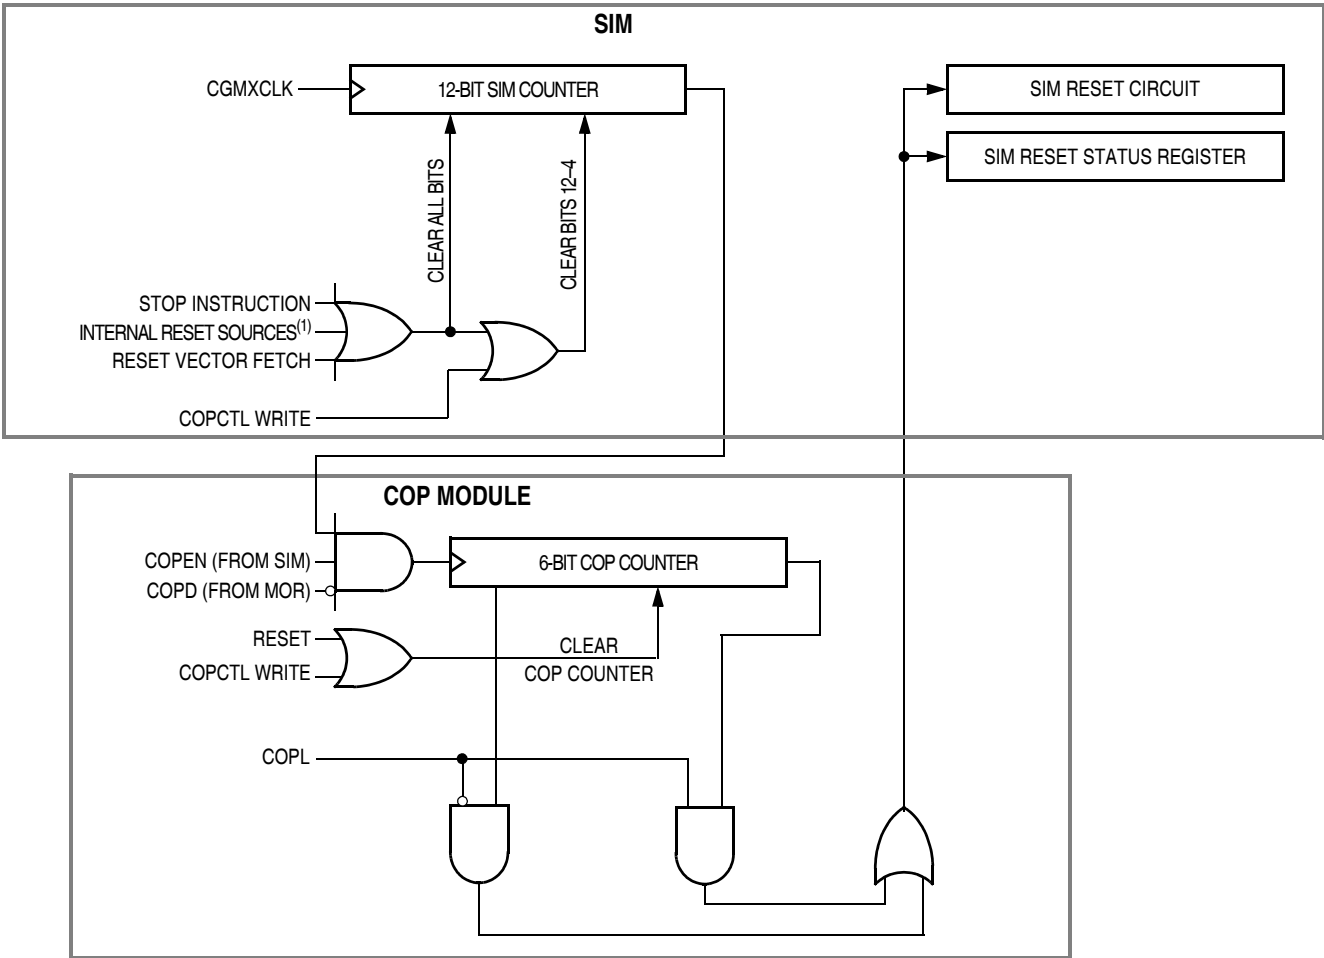 SIM
CGMXCLK
12-BIT SIM COUNTER
SIM RESET CIRCUIT
SIM RESET STATUS REGISTER
CLEAR ALL BITS
CLEAR BITS 12–4
STOP INSTRUCTION
INTERNAL RESET SOURCES(1)
RESET VECTOR FETCH
COPCTL WRITE
COP MODULE
COPEN (FROM SIM)
6-BIT COP COUNTER
COPD (FROM MOR)
RESET
CLEAR
COPCTL WRITE
COP COUNTER
COPL